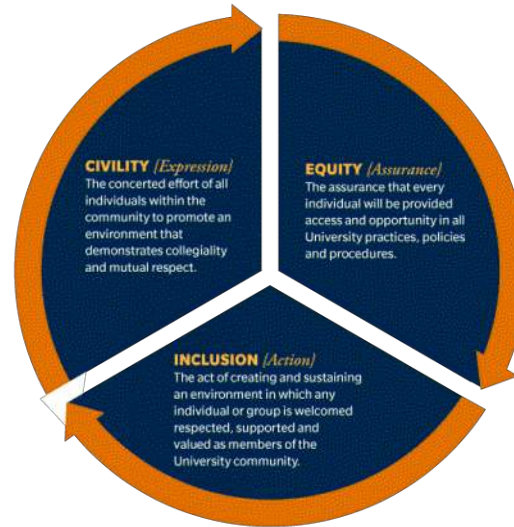 CIVILITY {Expression}
The concerted effort of all
individuals within the
community to promote an
environment that
demonstrates collegiality
and mutual respect.
EQUITY {Assurance}
The assurance that every
individual will be provided
access and opportunity in all
University practices, policies
and procedures.
INCLUSION {Action}
The act of creating and sustaining
an environment in which any
individual or group is welcomed
respected, supported and
valued as members of the
University community.